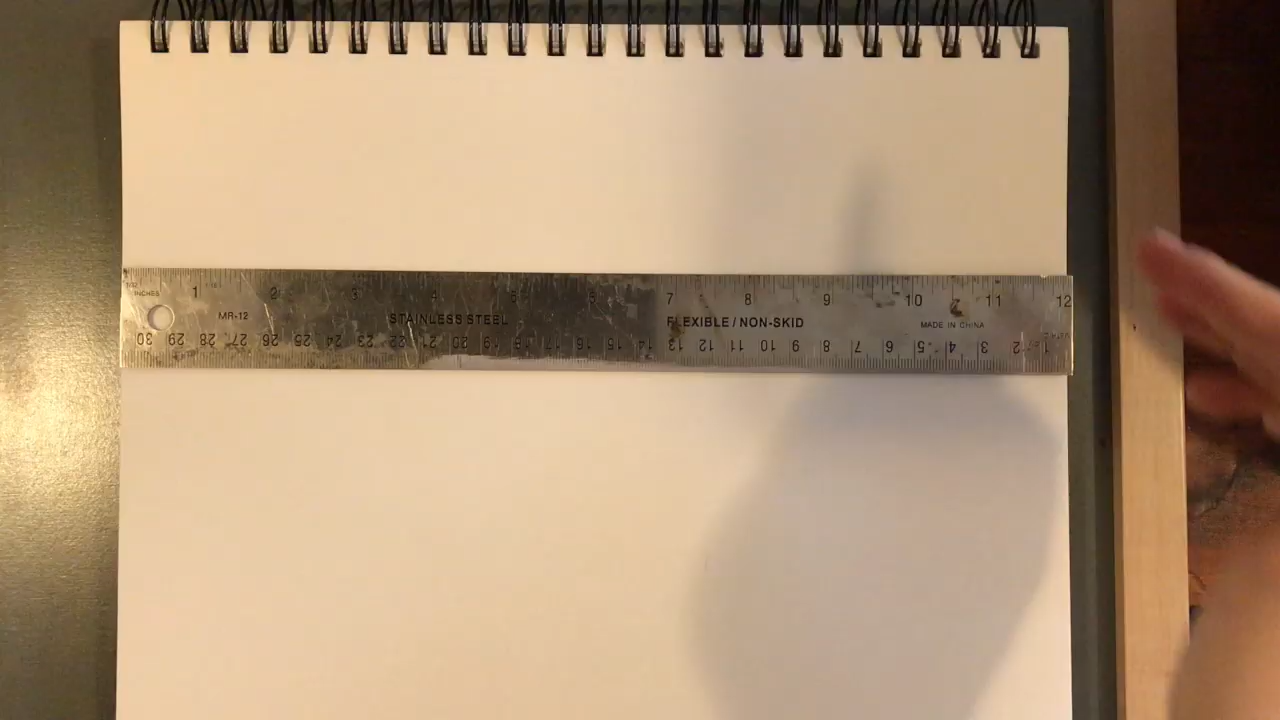 1 2 3 4 5 6 7 8 9 10 11 12
INCHES
MR-12
STAINLESS STEEL
FLEXIBLE / NON-SKID
MADE IN CHINA
30 29 28 27 26 25 24 23 22 21 20 19 18 17 16 15 14 13 12 11 10 9 8 7 6 5 4 3 2 1